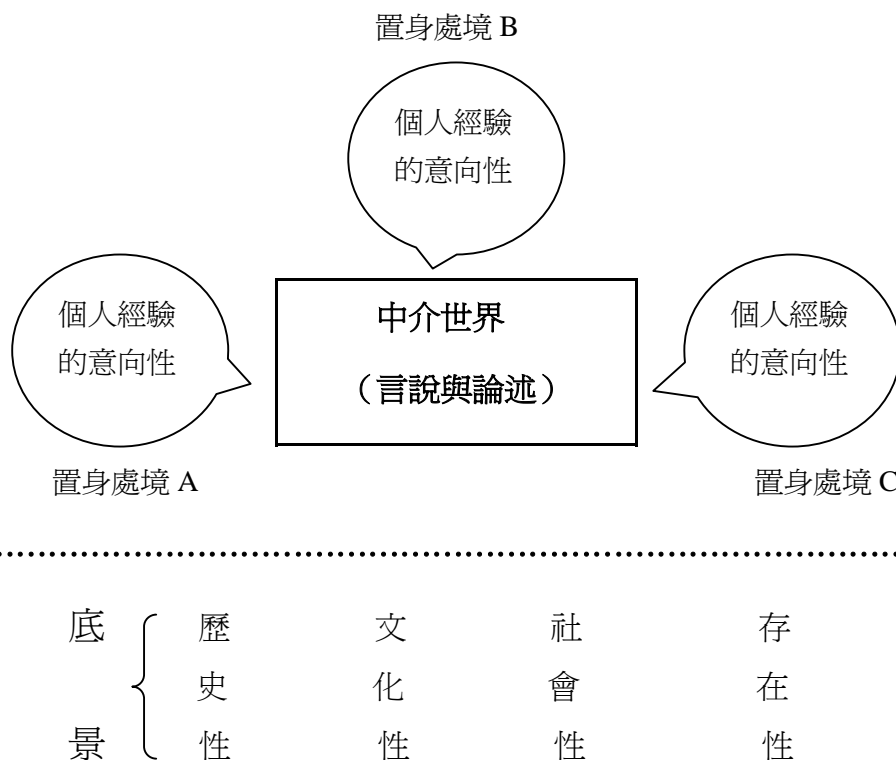 置身處境 B
個人經驗
的意向性
個人經驗
的意向性
中介世界
（言說與論述）
個人經驗
的意向性
置身處境 A
置身處境 C
底景
歷史性
文化性
社會性
存在性